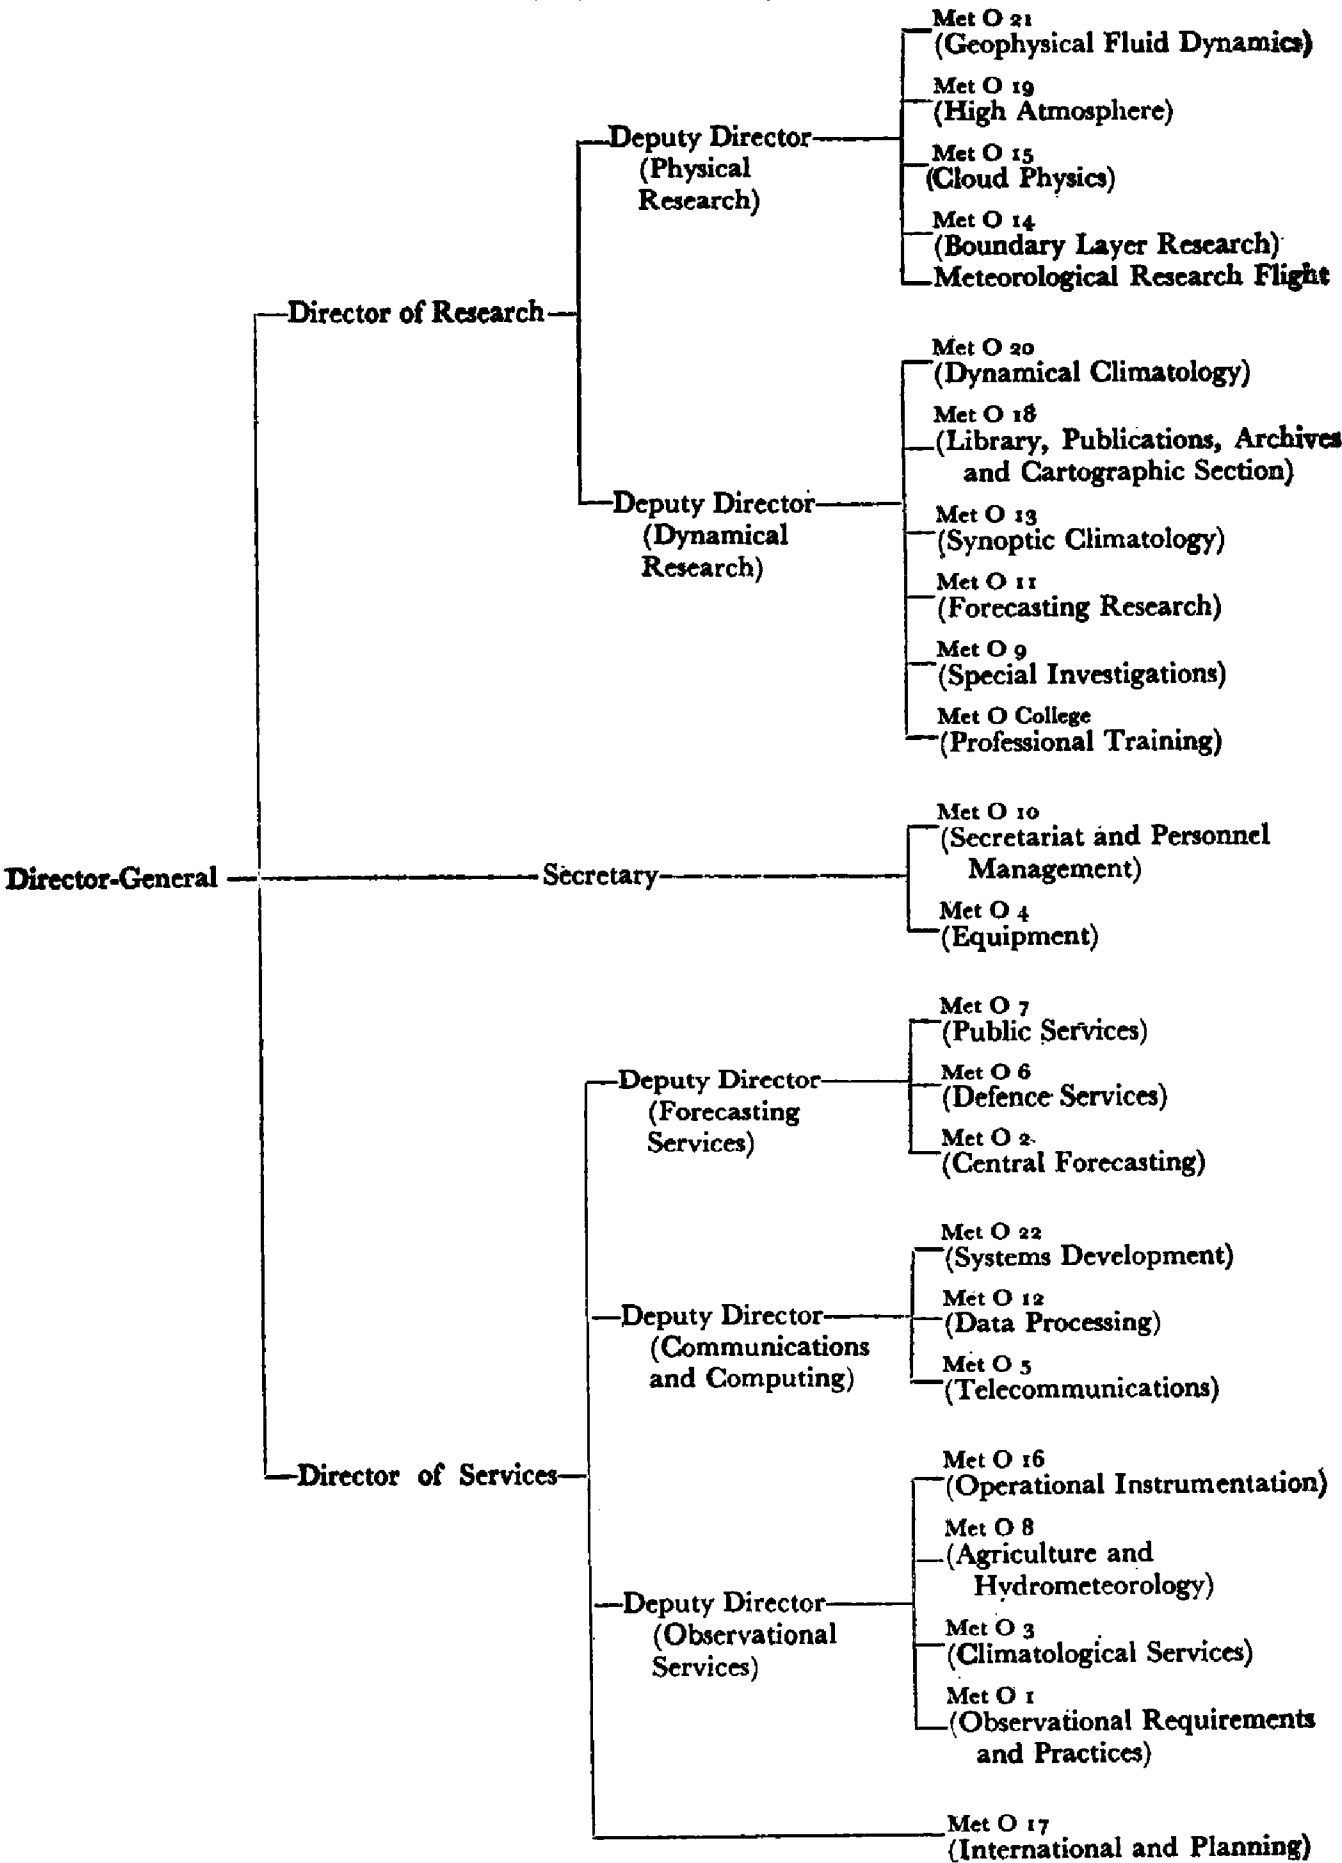 Met O 21
(Geophysical Fluid Dynamics)
Met O 19
(High Atmosphere)
Deputy Director
(Physical
Research)
Met O 15
(Cloud Physics)
Met O 14
(Boundary Layer Research)
Meteorological Research Flight
Director of Research
Met O 20
(Dynamical Climatology)
Met O 18
(Library, Publications, Archives
and Cartographic Section)
Deputy Director
(Dynamical
Research)
Met O 13
(Synoptic Climatology)
Met O 11
(Forecasting Research)
Met O 9
(Special Investigations)
Met O College
(Professional Training)
Director-General
Secretary
Met O 10
(Secretariat and Personnel
Management)
Met O 4
(Equipment)
Met O 7
(Public Services)
Deputy Director
(Forecasting
Services)
Met O 6
(Defence Services)
Met O 2
(Central Forecasting)
Met O 22
(Systems Development)
Deputy Director
(Communications
and Computing)
Met O 12
(Data Processing)
Met O 5
(Telecommunications)
Director of Services
Met O 16
(Operational Instrumentation)
Met O 8
(Agriculture and
Hydrometeorology)
Deputy Director
(Observational
Services)
Met O 3
(Climatological Services)
Met O 1
(Observational Requirements
and Practices)
Met O 17
(International and Planning)